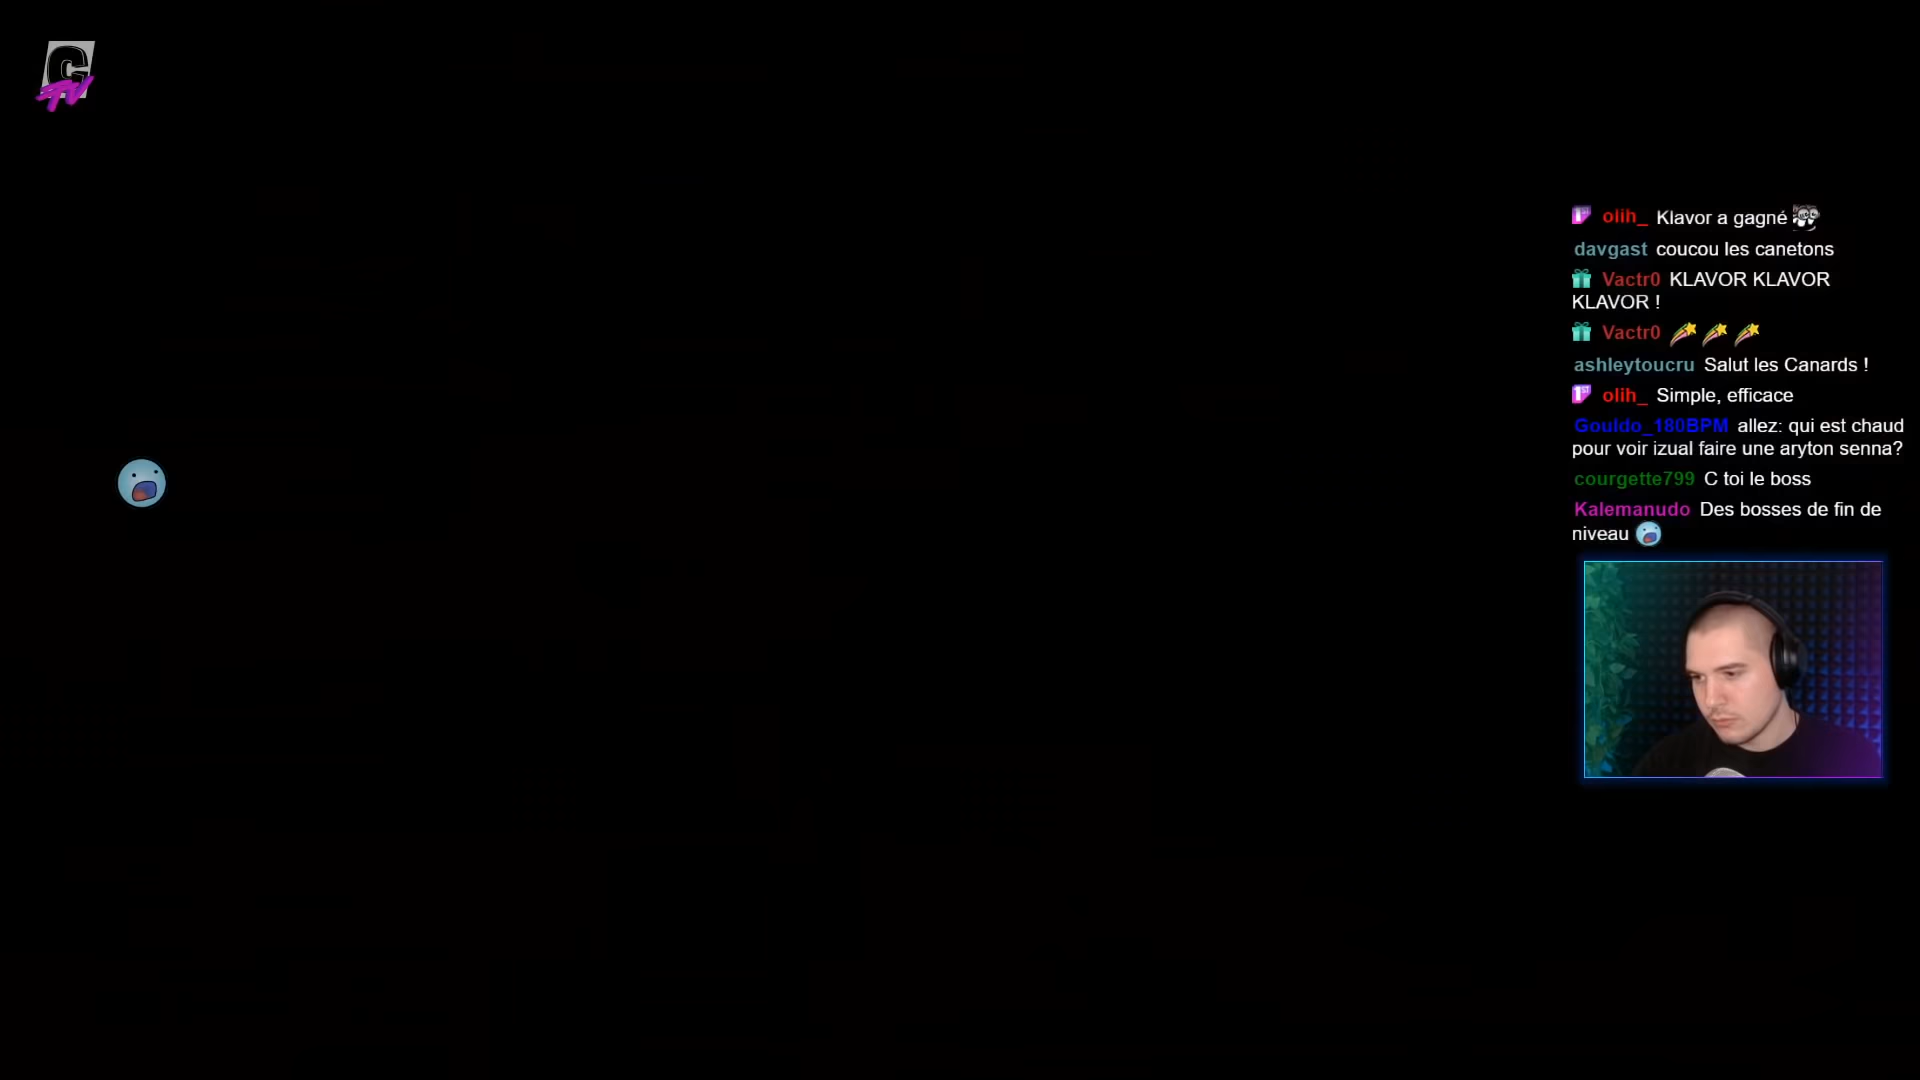 C
TV
olih_ Klavor a gagné
davgast coucou les canetons
Vactr0 KLAVOR KLAVOR
KLAVOR !
Vactr0
ashleytoucru Salut les Canards !
olih_ Simple, efficace
Gouldo_180BPM allez: qui est chaud
pour voir izual faire une aryton senna?
courgette799 C toi le boss
Kalemanudo Des bosses de fin de
niveau